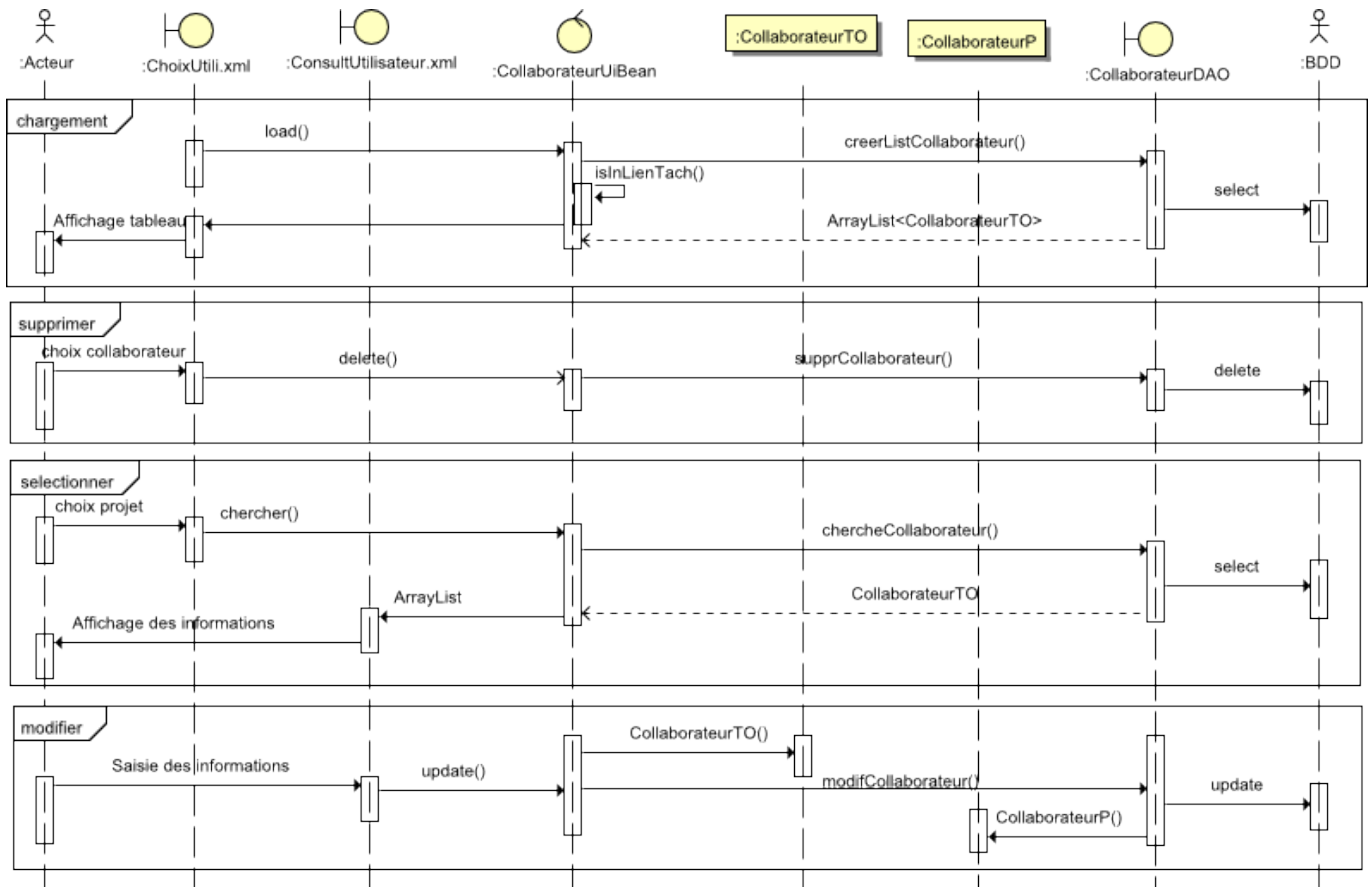 :Acteur
:ChoixUtili.xml
:ConsultUtilisateur.xml
:CollaborateurUiBean
:CollaborateurTO
:CollaborateurP
:CollaborateurDAO
:BDD
chargement
load()
creerListCollaborateur()
isInLienTach()
select
Affichage tableau
ArrayList<CollaborateurTO>
supprimer
choix collaborateur
delete()
supprCollaborateur()
delete
selectionner
choix projet
chercher()
chercheCollaborateur()
select
CollaborateurTO
ArrayList
Affichage des informations
modifier
CollaborateurTO()
Saisie des informations
update()
modifCollaborateur()
update
CollaborateurP()